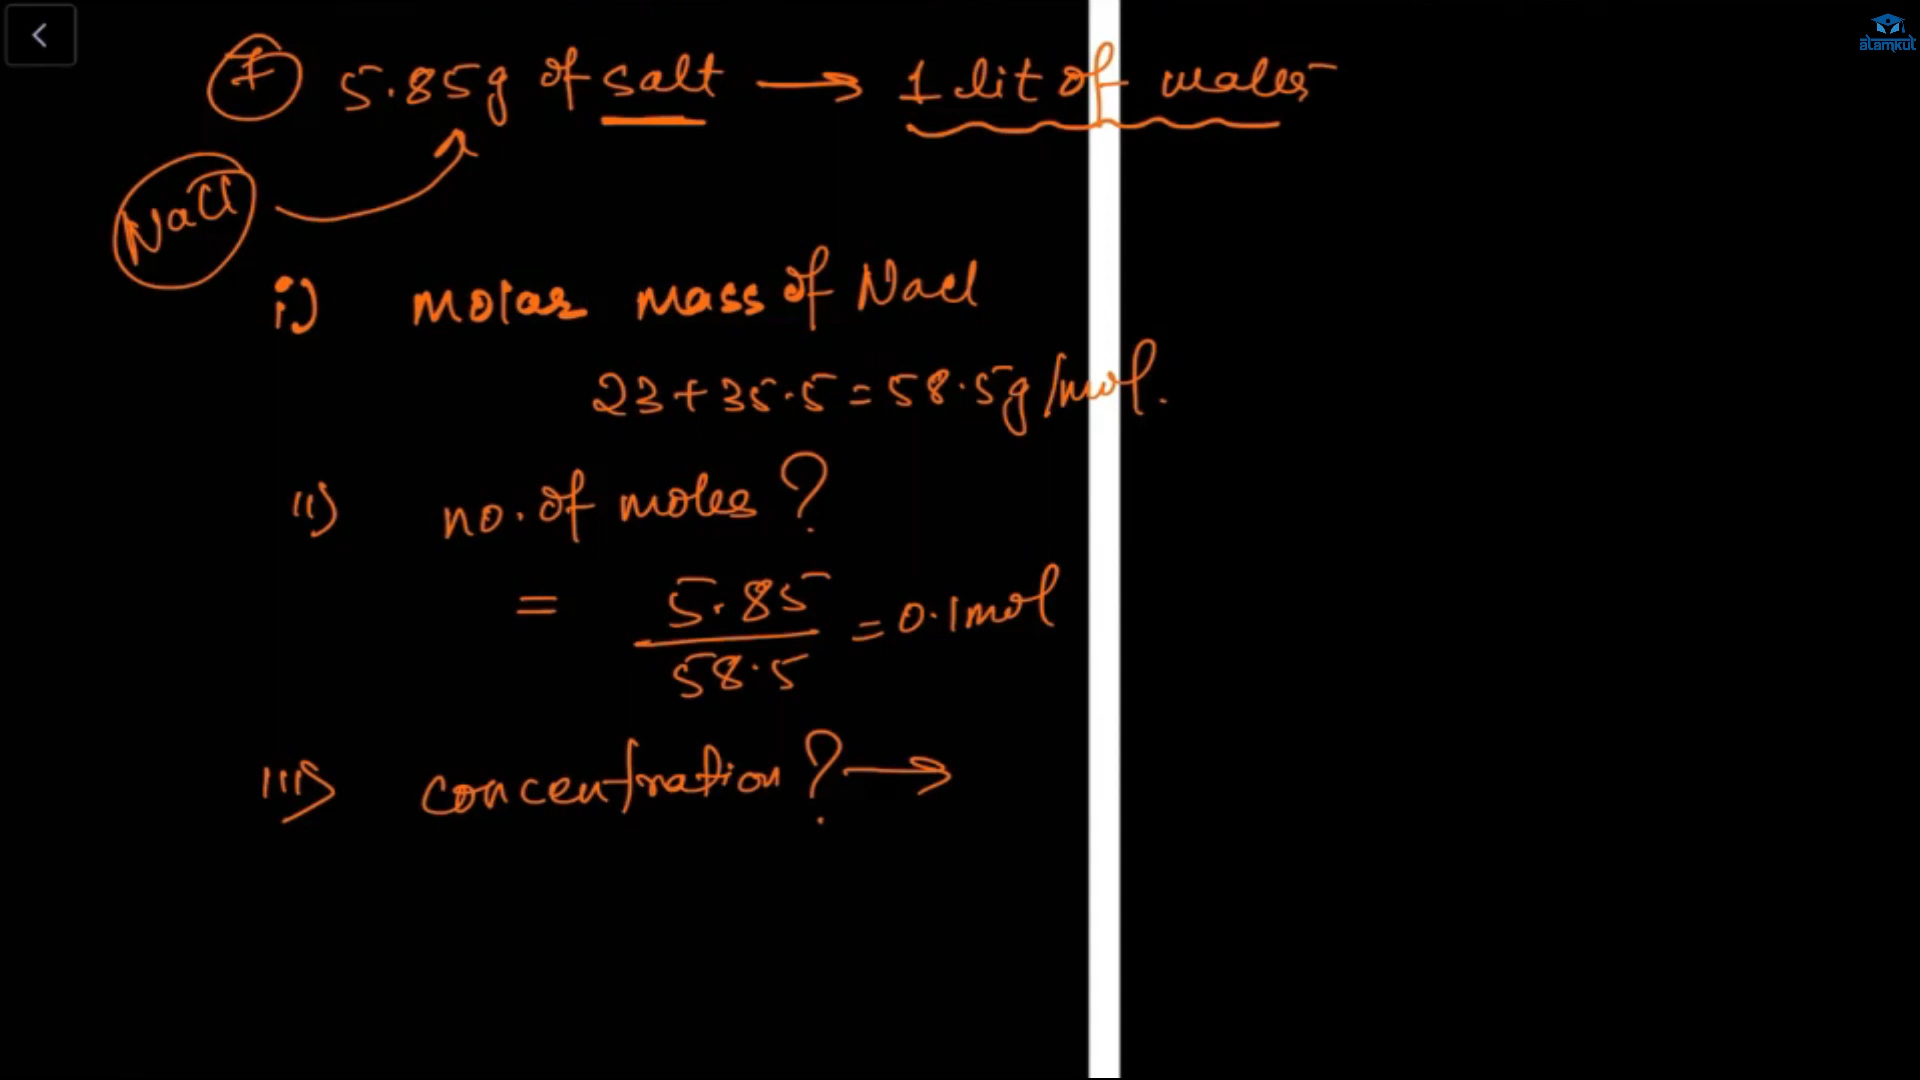 I 5.85g of salt → 1 lit of water
NaCl
i) molar mass of NaCl
23+35.5=58.5g/mol.
ii) no. of moles?
= 5.85/58.5 = 0.1mol
iii) concentration? →
alamkut